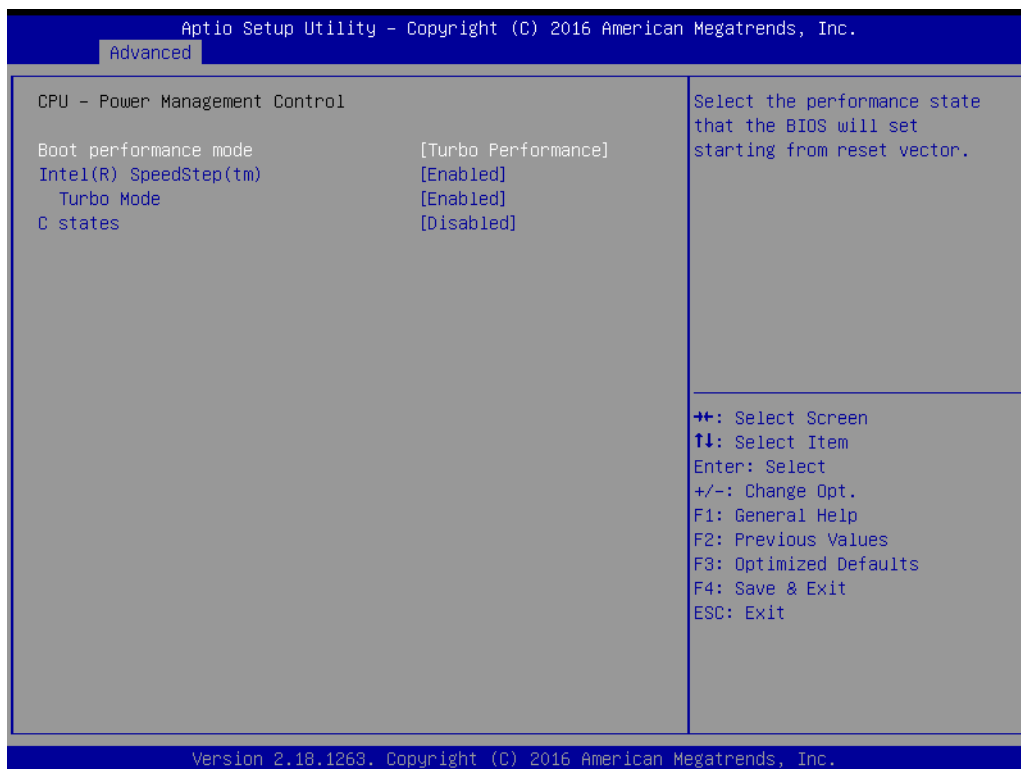 Aptio Setup Utility – Copyright (C) 2016 American Megatrends, Inc.
Advanced
CPU – Power Management Control
Boot performance mode [Turbo Performance]
Intel(R) SpeedStep(tm) [Enabled]
Turbo Mode [Enabled]
C states [Disabled]
Select the performance state
that the BIOS will set
starting from reset vector.
→←: Select Screen
↑↓: Select Item
Enter: Select
+/-: Change Opt.
F1: General Help
F2: Previous Values
F3: Optimized Defaults
F4: Save & Exit
ESC: Exit
Version 2.18.1263. Copyright (C) 2016 American Megatrends, Inc.